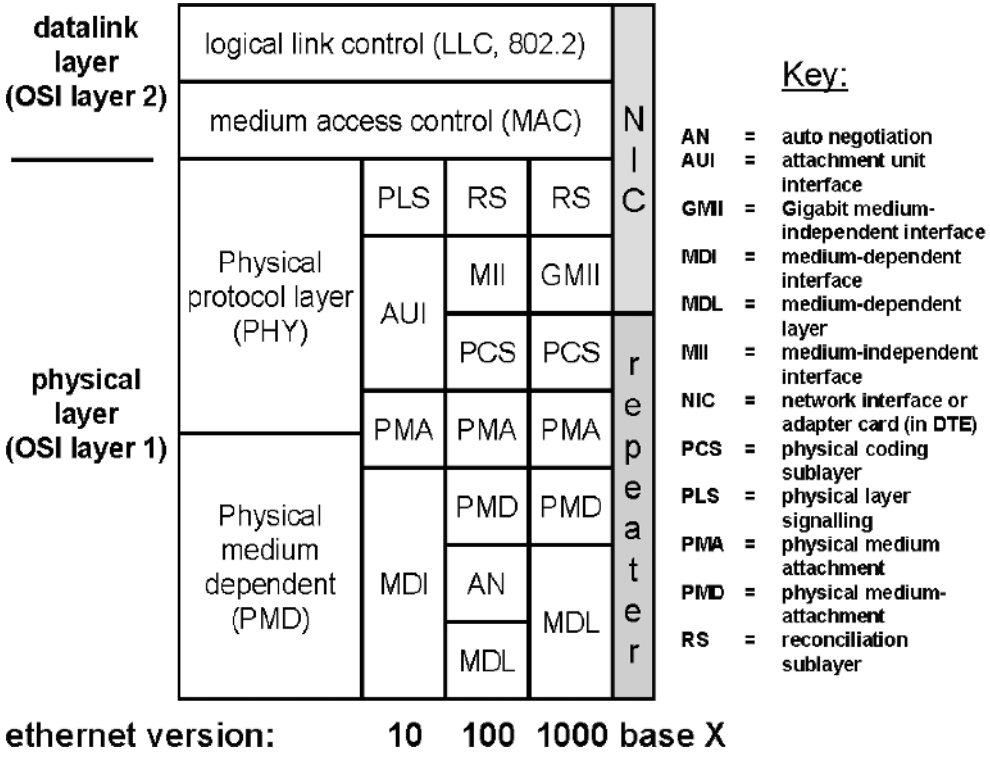 datalink
layer
(OSI layer 2)
logical link control (LLC, 802.2)
medium access control (MAC)
NIC
physical
layer
(OSI layer 1)
Physical
protocol layer
(PHY)
Physical
medium
dependent
(PMD)
PLS RS RS
AUI MII GMII
PCS PCS
PMA PMA PMA
MDI PMD PMD
AN MDL
MDL
repeater
ethernet version: 10 100 1000 base X
Key:
AN = auto negotiation
AUI = attachment unit
interface
GMII = Gigabit medium-
independent interface
MDI = medium-dependent
interface
MDL = medium-dependent
layer
MII = medium-independent
interface
NIC = network interface or
adapter card (in DTE)
PCS = physical coding
sublayer
PLS = physical layer
signalling
PMA = physical medium
attachment
PMD = physical medium-
attachment
RS = reconciliation
sublayer